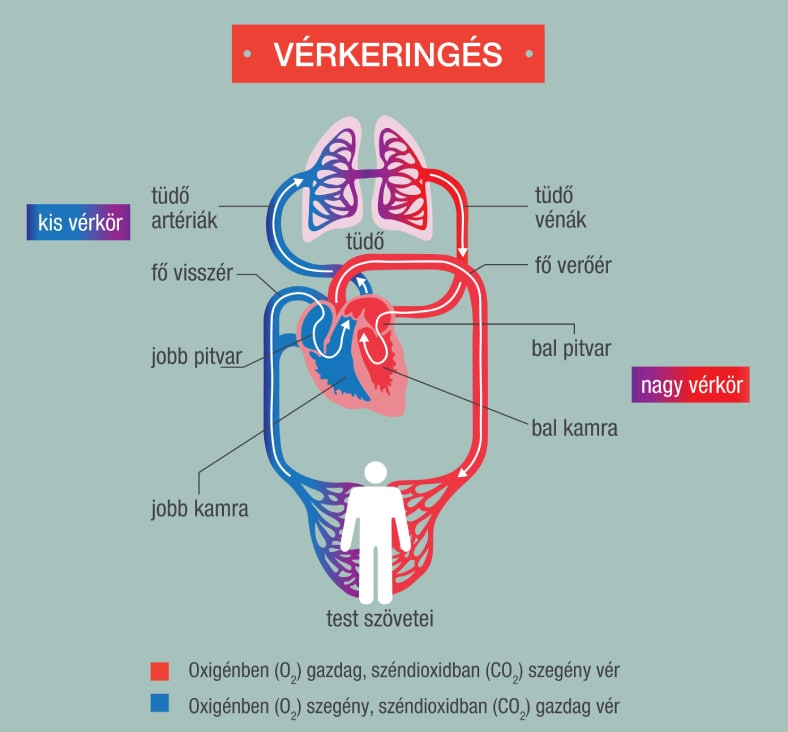 • VÉRKERINGÉS •
tüdő
artériák
kis vérkör
tüdő
vénák
tüdő
fő visszér
fő verőér
jobb pitvar
bal pitvar
nagy vérkör
bal kamra
jobb kamra
test szövetei
Oxigénben (O₂) gazdag, széndioxidban (CO₂) szegény vér
Oxigénben (O₂) szegény, széndioxidban (CO₂) gazdag vér